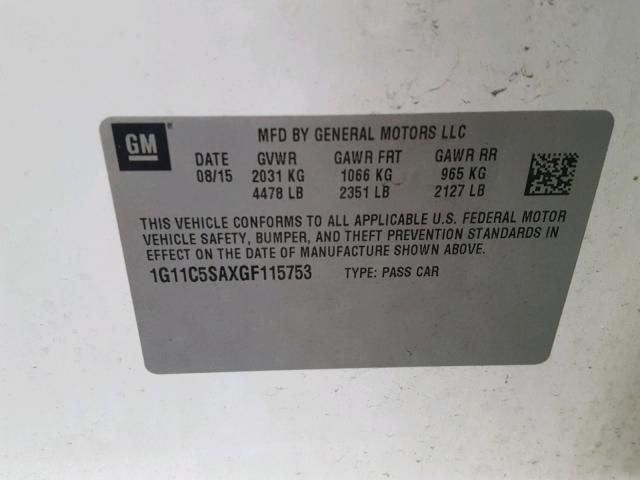 GM
MFD BY GENERAL MOTORS LLC
DATE GVWR GAWR FRT GAWR RR
08/15 2031 KG 1066 KG 965 KG
4478 LB 2351 LB 2127 LB
THIS VEHICLE CONFORMS TO ALL APPLICABLE U.S. FEDERAL MOTOR
VEHICLE SAFETY, BUMPER, AND THEFT PREVENTION STANDARDS IN
EFFECT ON THE DATE OF MANUFACTURE SHOWN ABOVE.
1G11C5SAXGF115753 TYPE: PASS CAR